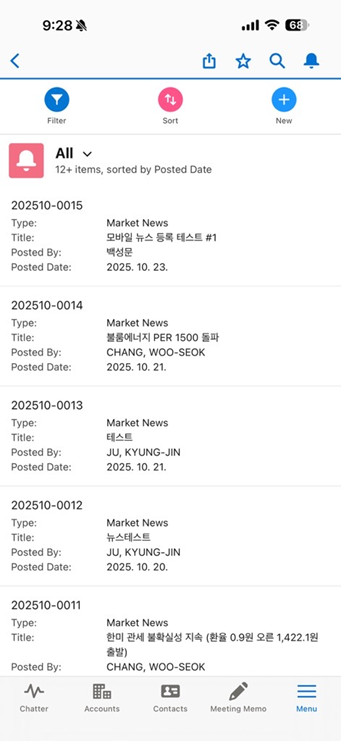 9:28
68
Filter
Sort
New
All
12+ items, sorted by Posted Date
202510-0015
Type: Market News
Title: 모바일 뉴스 등록 테스트 #1
Posted By: 백성문
Posted Date: 2025. 10. 23.
202510-0014
Type: Market News
Title: 불룸에너지 PER 1500 돌파
Posted By: CHANG, WOO-SEOK
Posted Date: 2025. 10. 21.
202510-0013
Type: Market News
Title: 테스트
Posted By: JU, KYUNG-JIN
Posted Date: 2025. 10. 21.
202510-0012
Type: Market News
Title: 뉴스테스트
Posted By: JU, KYUNG-JIN
Posted Date: 2025. 10. 20.
202510-0011
Type: Market News
Title: 한미 관세 불확실성 지속 (환율 0.9원 오른 1,422.1원
출발)
Posted By: CHANG, WOO-SEOK
Chatter
Accounts
Contacts
Meeting Memo
Menu